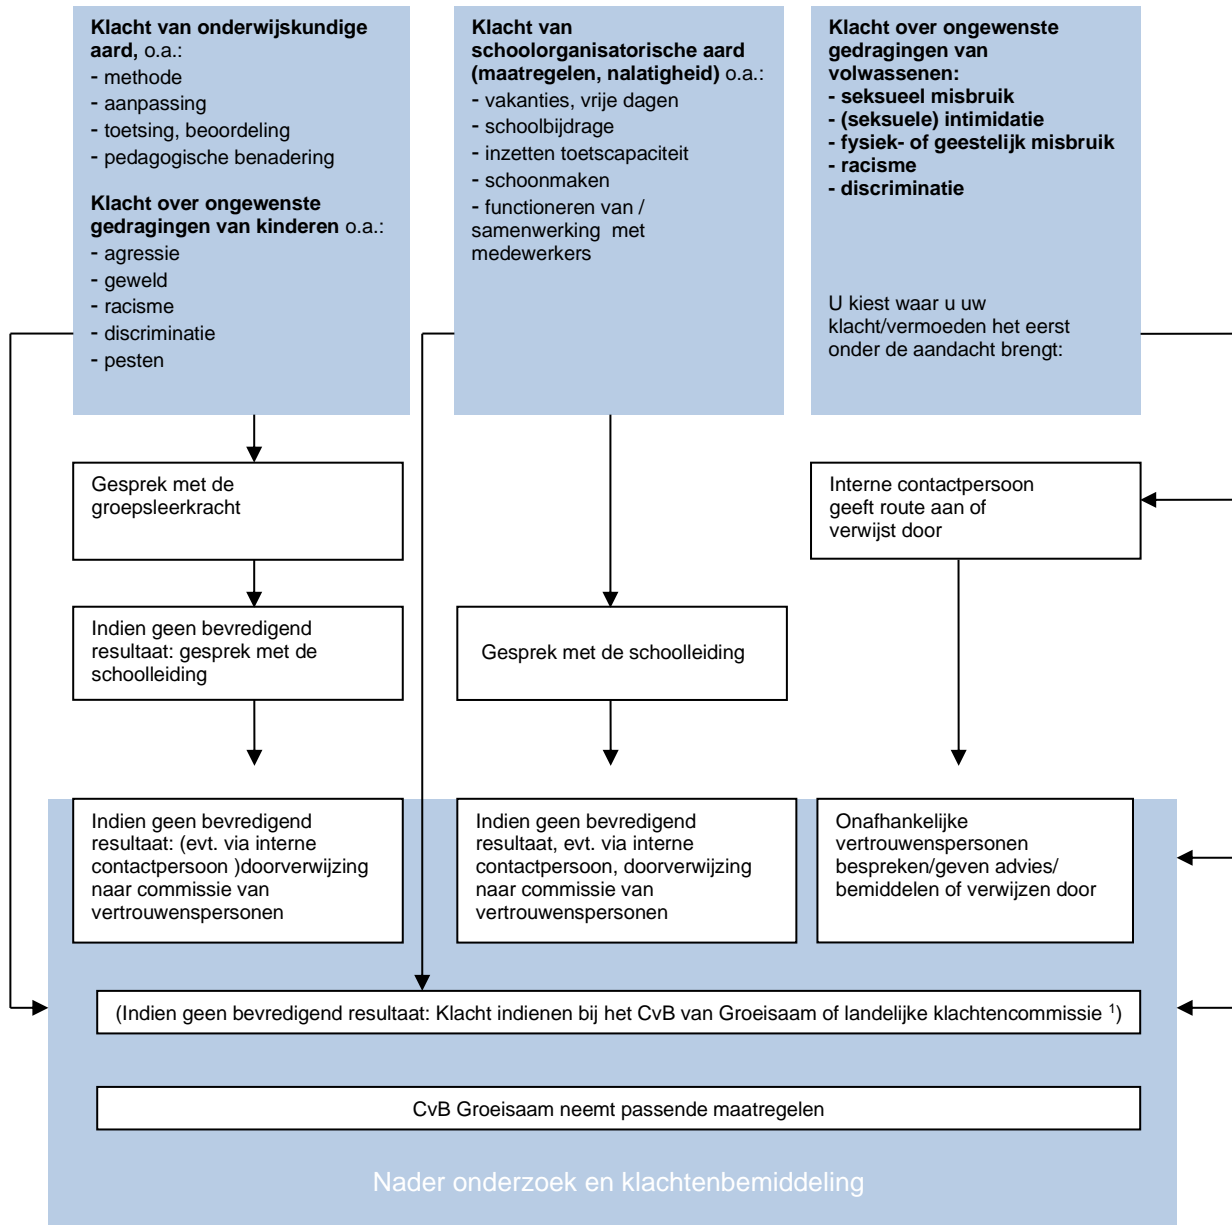 Klacht van onderwijskundige
aard, o.a.:
- methode
- aanpassing
- toetsing, beoordeling
- pedagogische benadering
Klacht over ongewenste
gedragingen van kinderen o.a.:
- agressie
- geweld
- racisme
- discriminatie
- pesten
Klacht van
schoolorganisatorische aard
(maatregelen, nalatigheid) o.a.:
- vakanties, vrije dagen
- schoolbijdrage
- inzetten toetscapaciteit
- schoonmaken
- functioneren van /
samenwerking met
medewerkers
Klacht over ongewenste
gedragingen van
volwassenen:
- seksueel misbruik
- (seksuele) intimidatie
- fysiek- of geestelijk misbruik
- racisme
- discriminatie
U kiest waar u uw
klacht/vermoeden het eerst
onder de aandacht brengt:
Gesprek met de
groepsleerkracht
Interne contactpersoon
geeft route aan of
verwijst door
Indien geen bevredigend
resultaat: gesprek met de
schoolleiding
Gesprek met de schoolleiding
Indien geen bevredigend
resultaat: (evt. via interne
contactpersoon )doorverwijzing
naar commissie van
vertrouwenspersonen
Indien geen bevredigend
resultaat, evt. via interne
contactpersoon, doorverwijzing
naar commissie van
vertrouwenspersonen
Onafhankelijke
vertrouwenspersonen
bespreken/geven advies/
bemiddelen of verwijzen door
(Indien geen bevredigend resultaat: Klacht indienen bij het CvB van Groeisaam of landelijke klachtencommissie ¹)
CvB Groeisaam neemt passende maatregelen
Nader onderzoek en klachtenbemiddeling